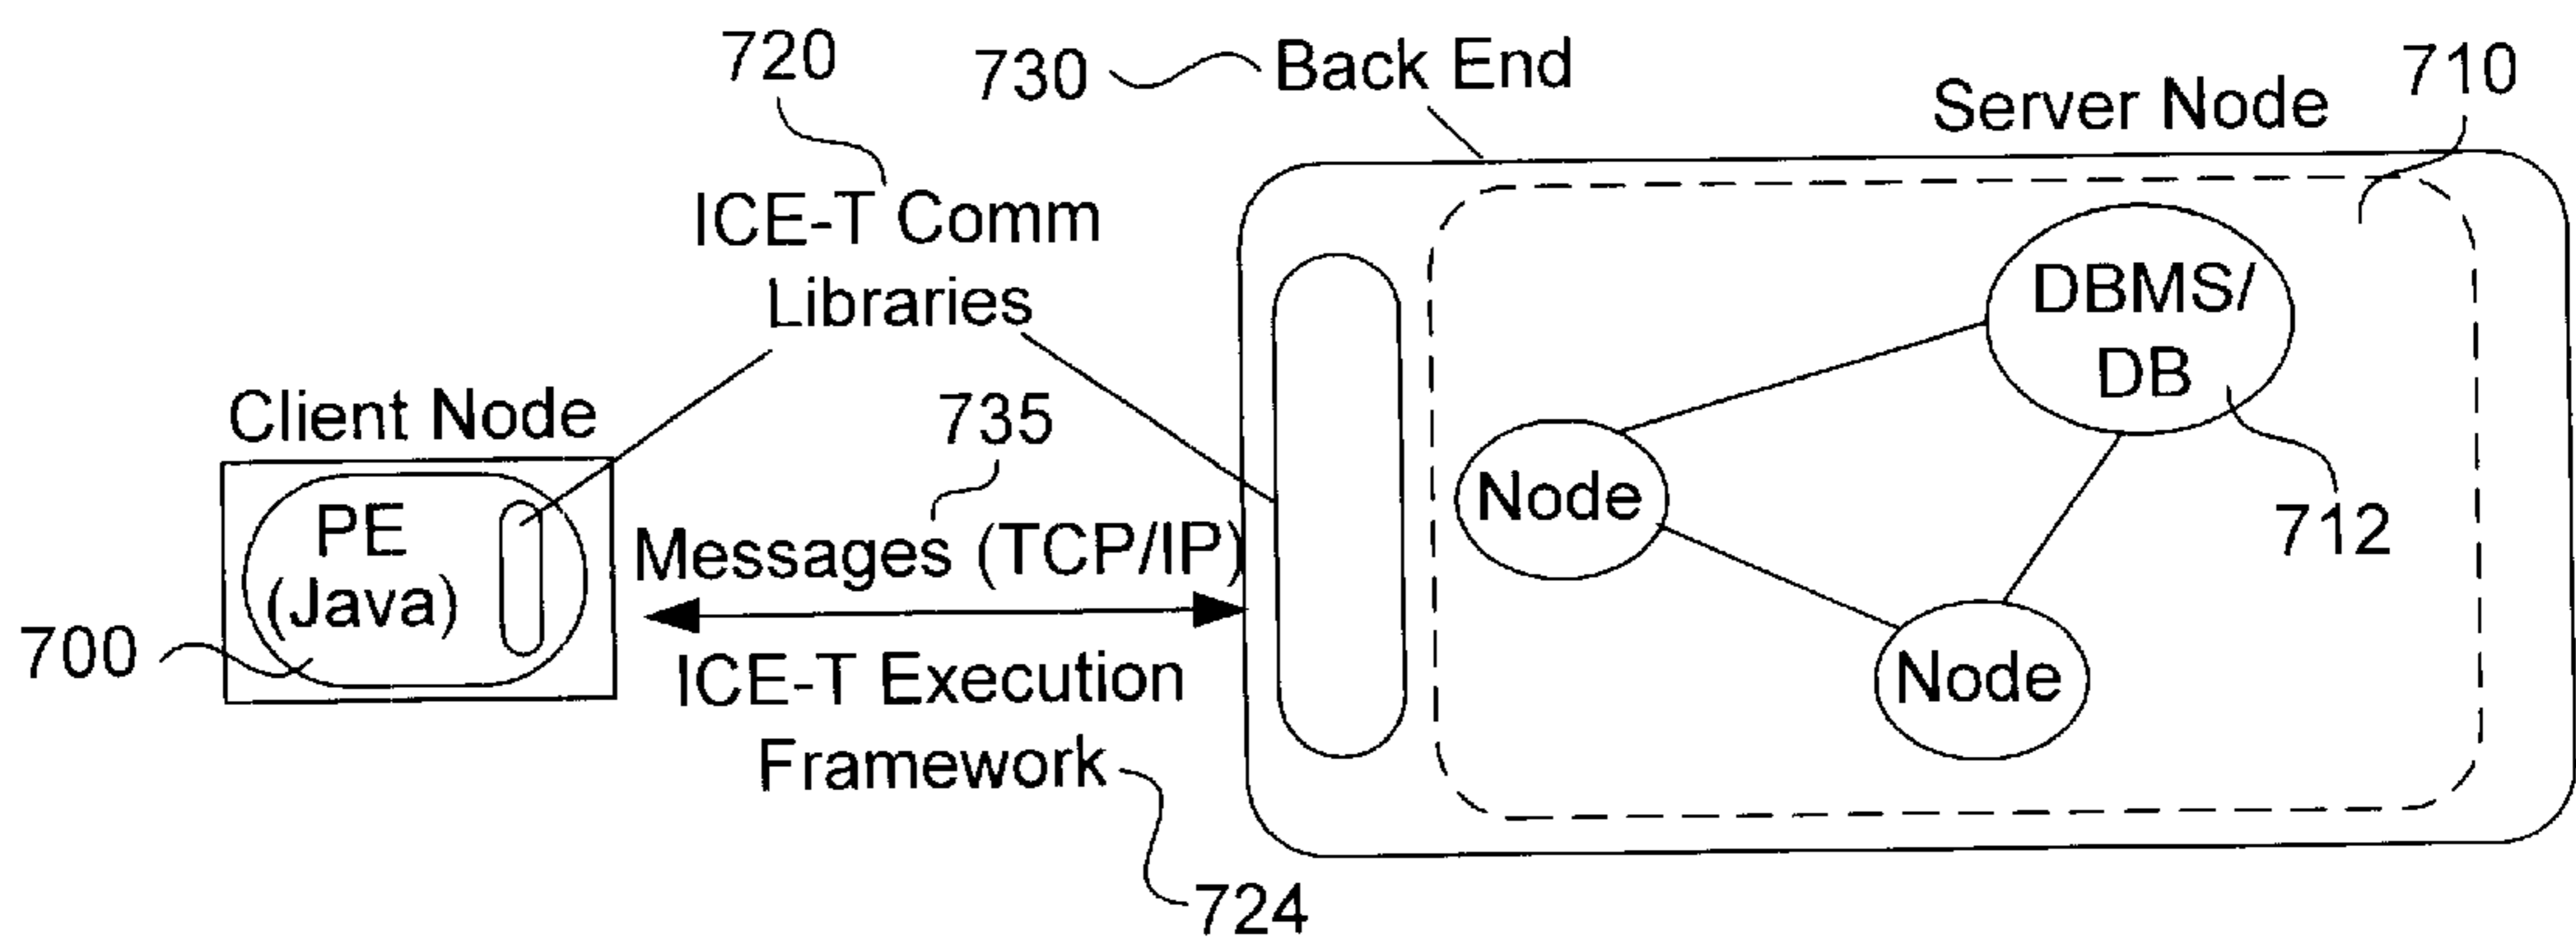 720
730
Back End
710
Server Node
ICE-T Comm
Libraries
DBMS/
DB
Client Node
735
Node
PE
(Java)
Messages (TCP/IP)
712
700
ICE-T Execution
Framework
Node
724